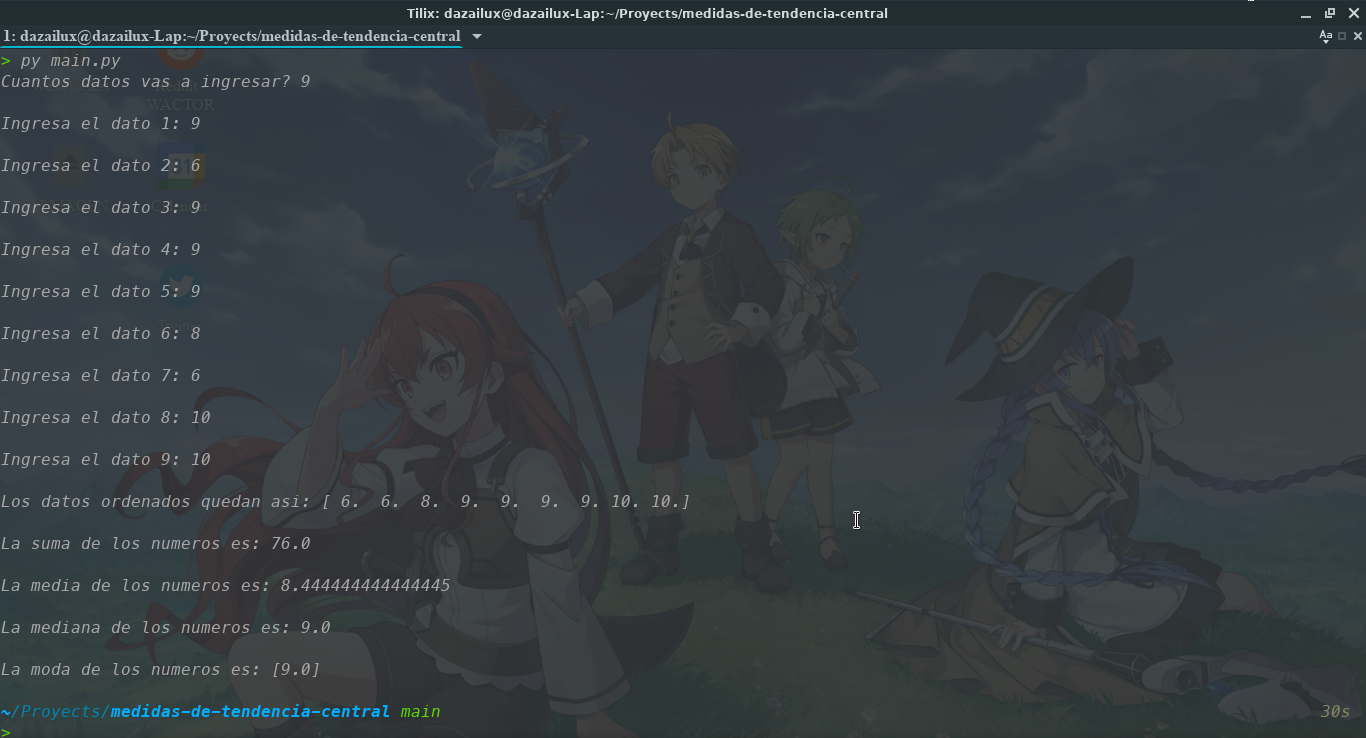 Tilix: dazailux@dazailux-Lap:~/Proyects/medidas-de-tendencia-central
1: dazailux@dazailux-Lap:~/Proyects/medidas-de-tendencia-central
Aa
> py main.py
Cuantos datos vas a ingresar? 9
WACTOR
Ingresa el dato 1: 9
Ingresa el dato 2: 6
Ingresa el dato 3: 9
Ingresa el dato 4: 9
Ingresa el dato 5: 9
Ingresa el dato 6: 8
Ingresa el dato 7: 6
Ingresa el dato 8: 10
Ingresa el dato 9: 10
Los datos ordenados quedan asi: [ 6.  6.  8.  9.  9.  9.  9. 10. 10.]
La suma de los numeros es: 76.0
La media de los numeros es: 8.444444444444445
La mediana de los numeros es: 9.0
La moda de los numeros es: [9.0]
~/Proyects/medidas-de-tendencia-central main 30s
>